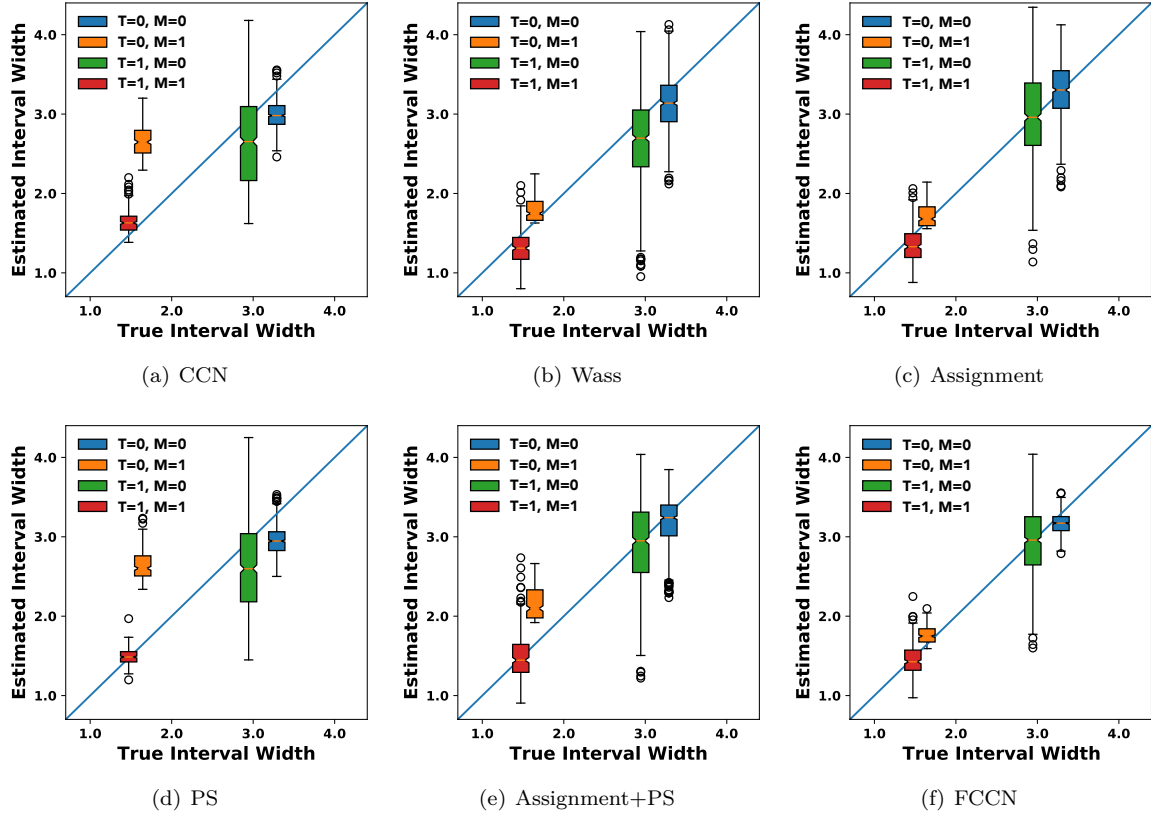 4.0
3.0
2.0
1.0
Estimated Interval Width
T=0, M=0
T=0, M=1
T=1, M=0
T=1, M=1
1.0 2.0 3.0 4.0
True Interval Width
(a) CCN
4.0
3.0
2.0
1.0
Estimated Interval Width
T=0, M=0
T=0, M=1
T=1, M=0
T=1, M=1
1.0 2.0 3.0 4.0
True Interval Width
(b) Wass
4.0
3.0
2.0
1.0
Estimated Interval Width
T=0, M=0
T=0, M=1
T=1, M=0
T=1, M=1
1.0 2.0 3.0 4.0
True Interval Width
(c) Assignment
4.0
3.0
2.0
1.0
Estimated Interval Width
T=0, M=0
T=0, M=1
T=1, M=0
T=1, M=1
1.0 2.0 3.0 4.0
True Interval Width
(d) PS
4.0
3.0
2.0
1.0
Estimated Interval Width
T=0, M=0
T=0, M=1
T=1, M=0
T=1, M=1
1.0 2.0 3.0 4.0
True Interval Width
(e) Assignment+PS
4.0
3.0
2.0
1.0
Estimated Interval Width
T=0, M=0
T=0, M=1
T=1, M=0
T=1, M=1
1.0 2.0 3.0 4.0
True Interval Width
(f) FCCN